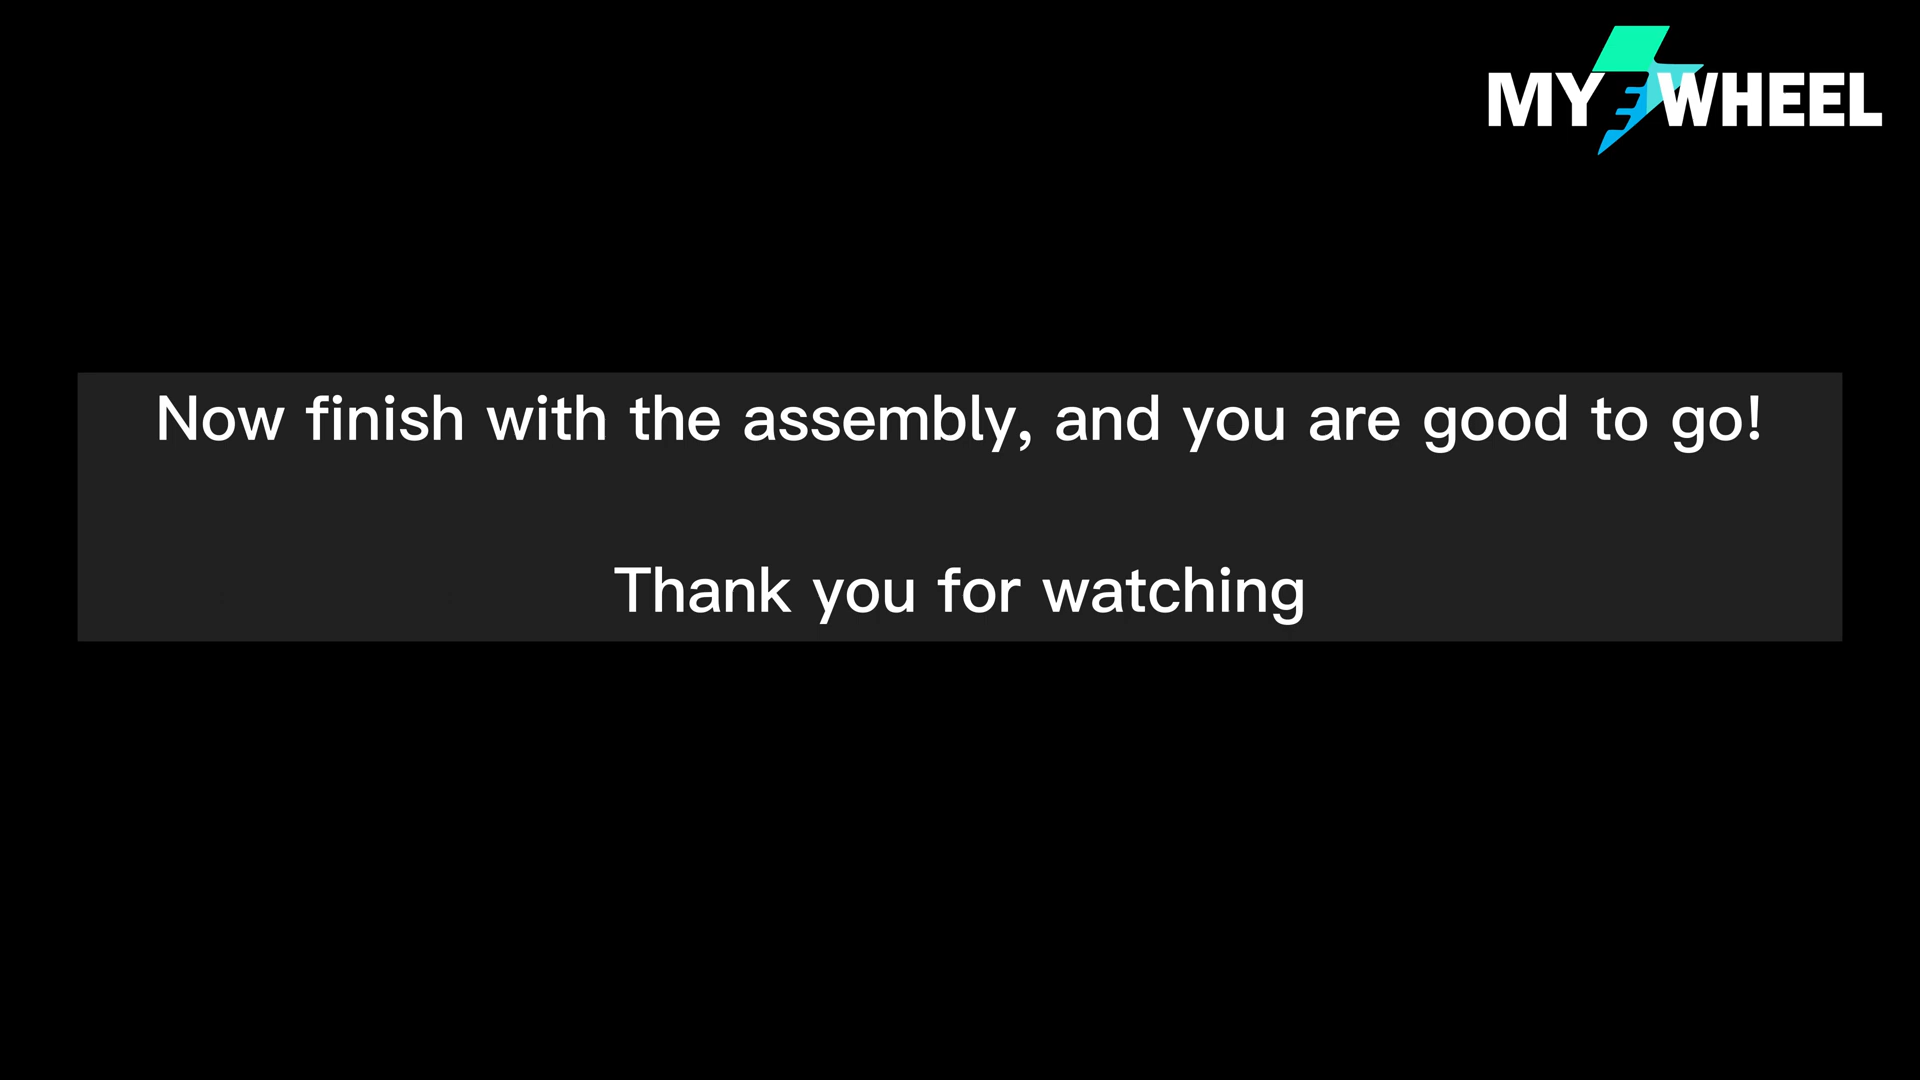 MY E WHEEL
Now finish with the assembly, and you are good to go!
Thank you for watching